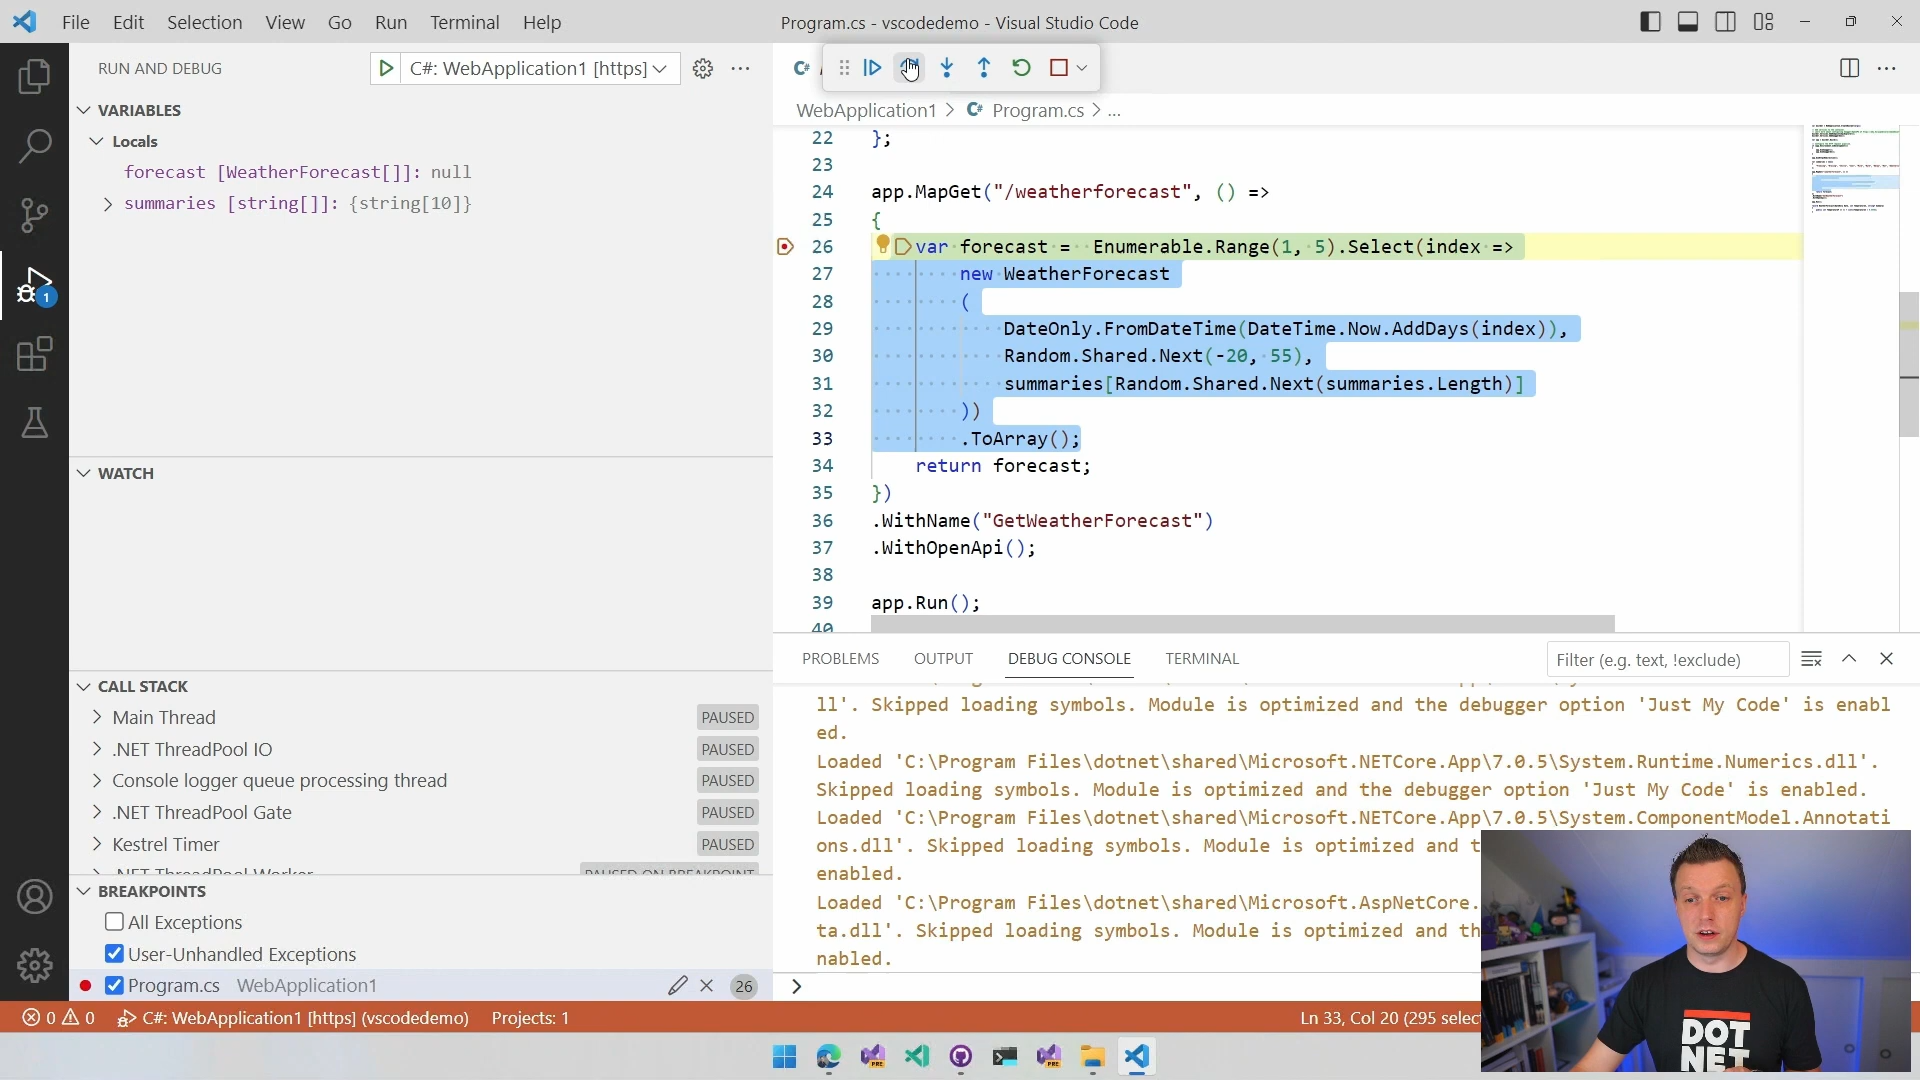 File Edit Selection View Go Run Terminal Help
Program.cs - vscodedemo - Visual Studio Code
RUN AND DEBUG
C#: WebApplication1 [https]
VARIABLES
Locals
forecast [WeatherForecast[]]: null
summaries [string[]]: {string[10]}
WATCH
CALL STACK
Main Thread PAUSED
.NET ThreadPool IO PAUSED
Console logger queue processing thread PAUSED
.NET ThreadPool Gate PAUSED
Kestrel Timer PAUSED
.NET ThreadPool Worker PAUSED ON BREAKPOINT
BREAKPOINTS
All Exceptions
User-Unhandled Exceptions
Program.cs WebApplication1 26
WebApplication1 > C# Program.cs > ...
22 };
23
24 app.MapGet("/weatherforecast", () =>
25 {
26 var forecast = Enumerable.Range(1, 5).Select(index =>
27 new WeatherForecast
28 (
29 DateOnly.FromDateTime(DateTime.Now.AddDays(index)),
30 Random.Shared.Next(-20, 55),
31 summaries[Random.Shared.Next(summaries.Length)]
32 ))
33 .ToArray();
34 return forecast;
35 })
36 .WithName("GetWeatherForecast")
37 .WithOpenApi();
38
39 app.Run();
40
PROBLEMS OUTPUT DEBUG CONSOLE TERMINAL
Filter (e.g. text, !exclude)
ll'. Skipped loading symbols. Module is optimized and the debugger option 'Just My Code' is enabl
ed.
Loaded 'C:\Program Files\dotnet\shared\Microsoft.NETCore.App\7.0.5\System.Runtime.Numerics.dll'.
Skipped loading symbols. Module is optimized and the debugger option 'Just My Code' is enabled.
Loaded 'C:\Program Files\dotnet\shared\Microsoft.NETCore.App\7.0.5\System.ComponentModel.Annotati
ons.dll'. Skipped loading symbols. Module is optimized and t
enabled.
Loaded 'C:\Program Files\dotnet\shared\Microsoft.AspNetCore.
ta.dll'. Skipped loading symbols. Module is optimized and th
nabled.
>
0 0 C#: WebApplication1 [https] (vscodedemo) Projects: 1
Ln 33, Col 20 (295 select
DOT
NET